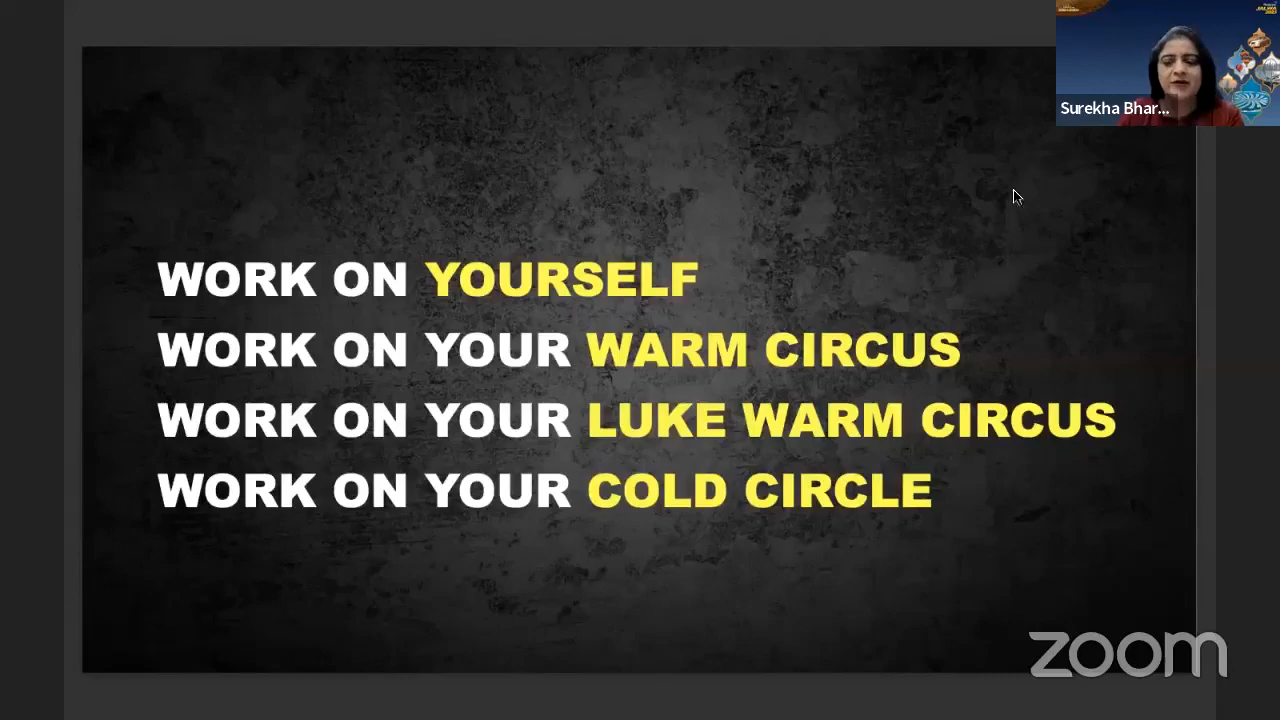 Surekha Bhar...
WORK ON YOURSELF
WORK ON YOUR WARM CIRCUS
WORK ON YOUR LUKE WARM CIRCUS
WORK ON YOUR COLD CIRCLE
zoom